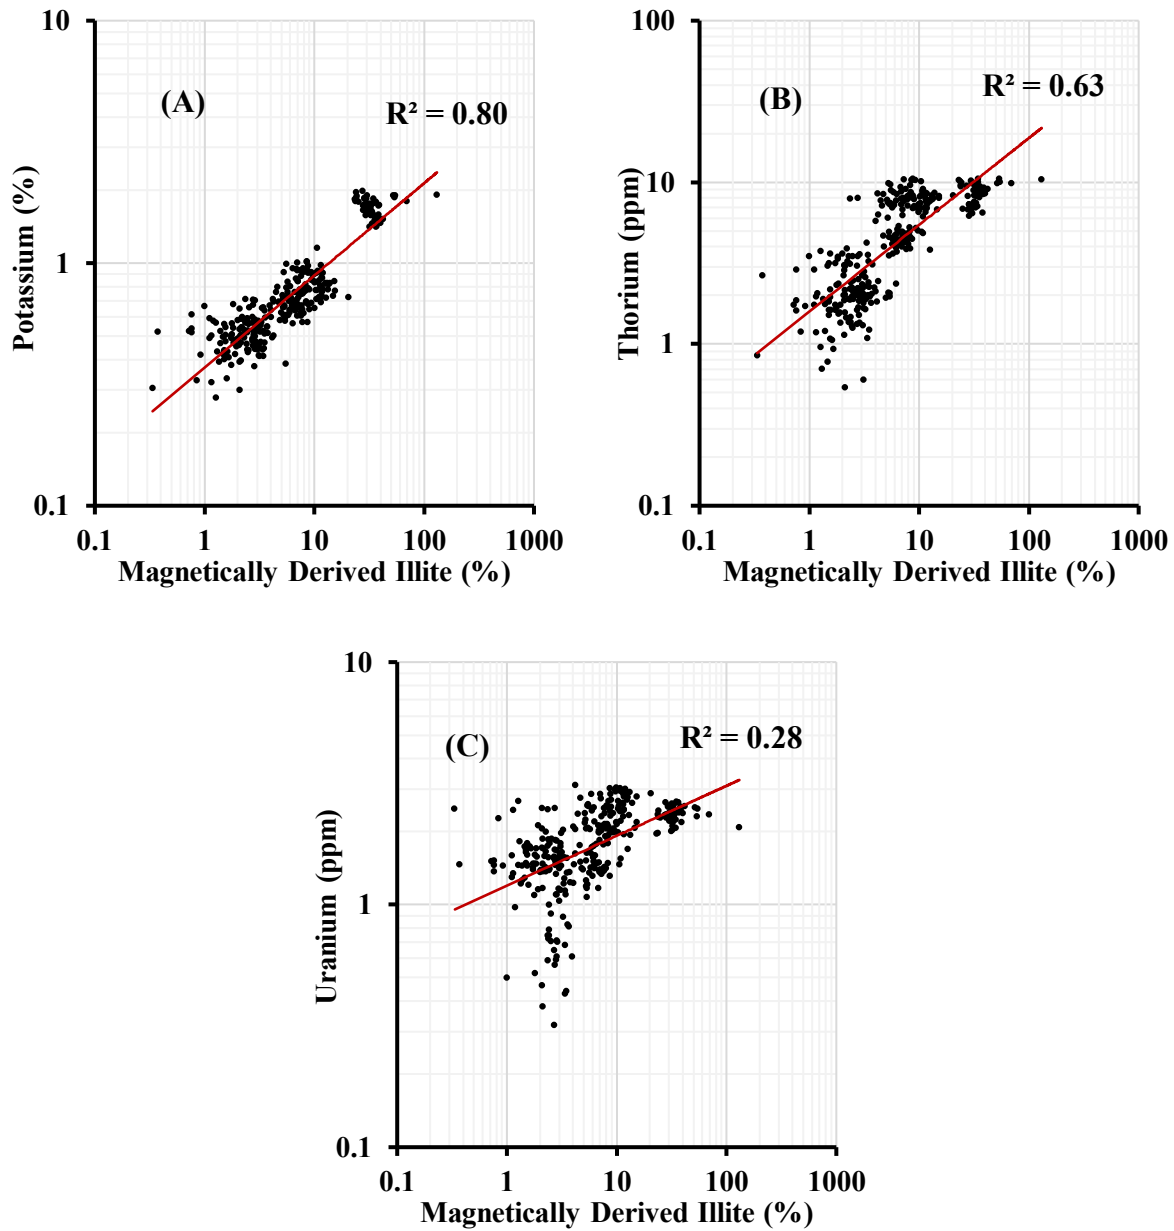 10
(A)
R² = 0.80
Potassium (%)
1
0.1
0.1 1 10 100 1000
Magnetically Derived Illite (%)
100
(B)
R² = 0.63
Thorium (ppm)
10
1
0.1
0.1 1 10 100 1000
Magnetically Derived Illite (%)
10
(C)
R² = 0.28
Uranium (ppm)
1
0.1
0.1 1 10 100 1000
Magnetically Derived Illite (%)